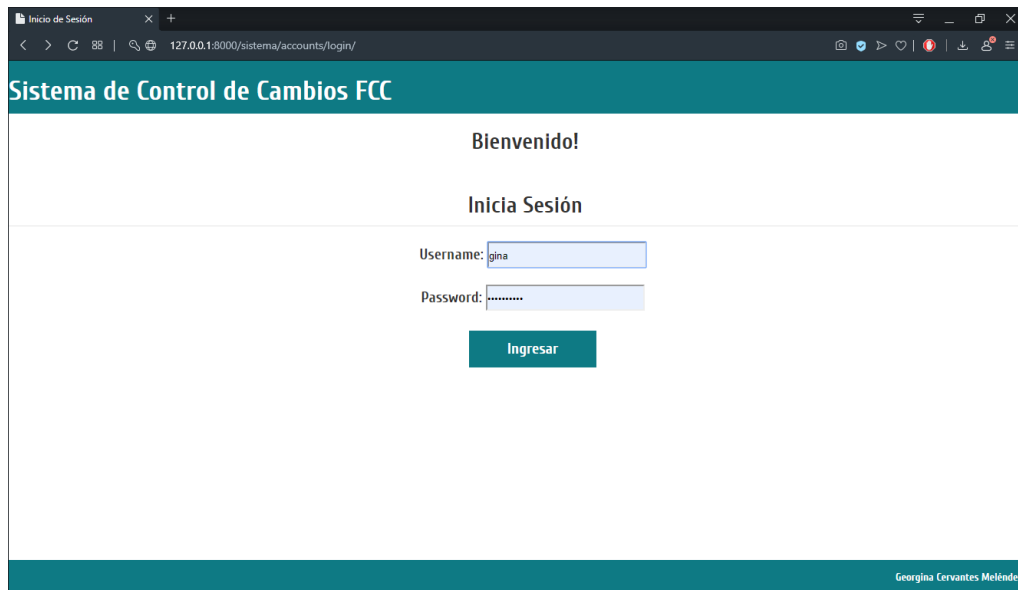 Inicio de Sesión
127.0.0.1:8000/sistema/accounts/login/
Sistema de Control de Cambios FCC
Bienvenido!
Inicia Sesión
Username: gina
Password: ••••••••••
Ingresar
Georgina Cervantes Melénde